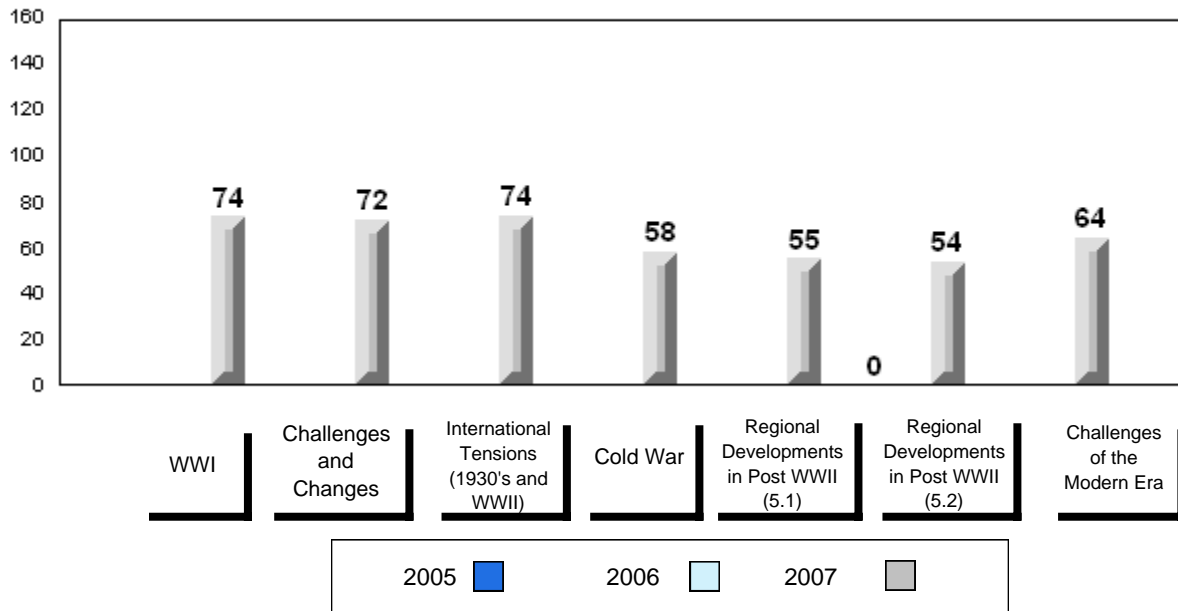 160
140
120
100
80
60
40
20
0
74
72
74
58
55
0
54
64
WWI
Challenges
and
Changes
International
Tensions
(1930's and
WWII)
Cold War
Regional
Developments
in Post WWII
(5.1)
Regional
Developments
in Post WWII
(5.2)
Challenges
of the
Modern Era
2005 2006 2007